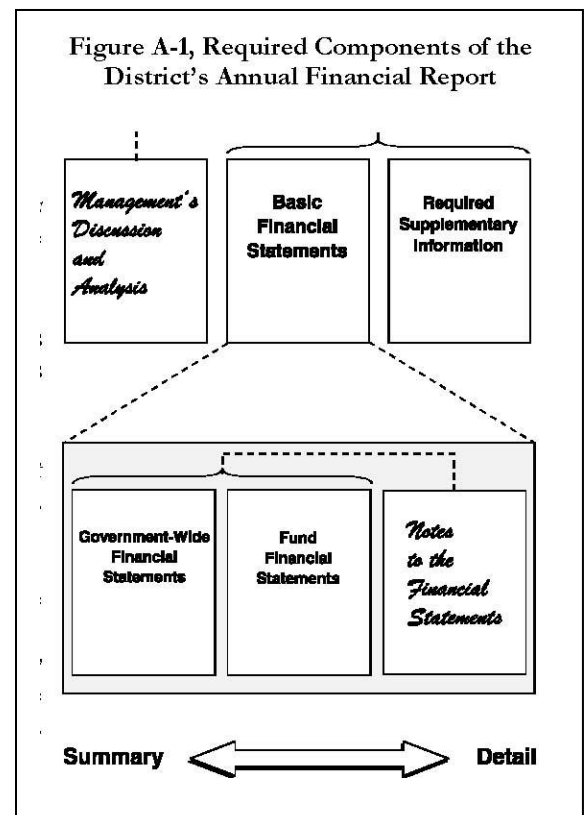 Figure A-1, Required Components of the
District's Annual Financial Report
Management's
Discussion
and
Analysis
Basic
Financial
Statements
Required
Supplementary
Information
Government-Wide
Financial
Statements
Fund
Financial
Statements
Notes
to the
Financial
Statements
Summary
Detail